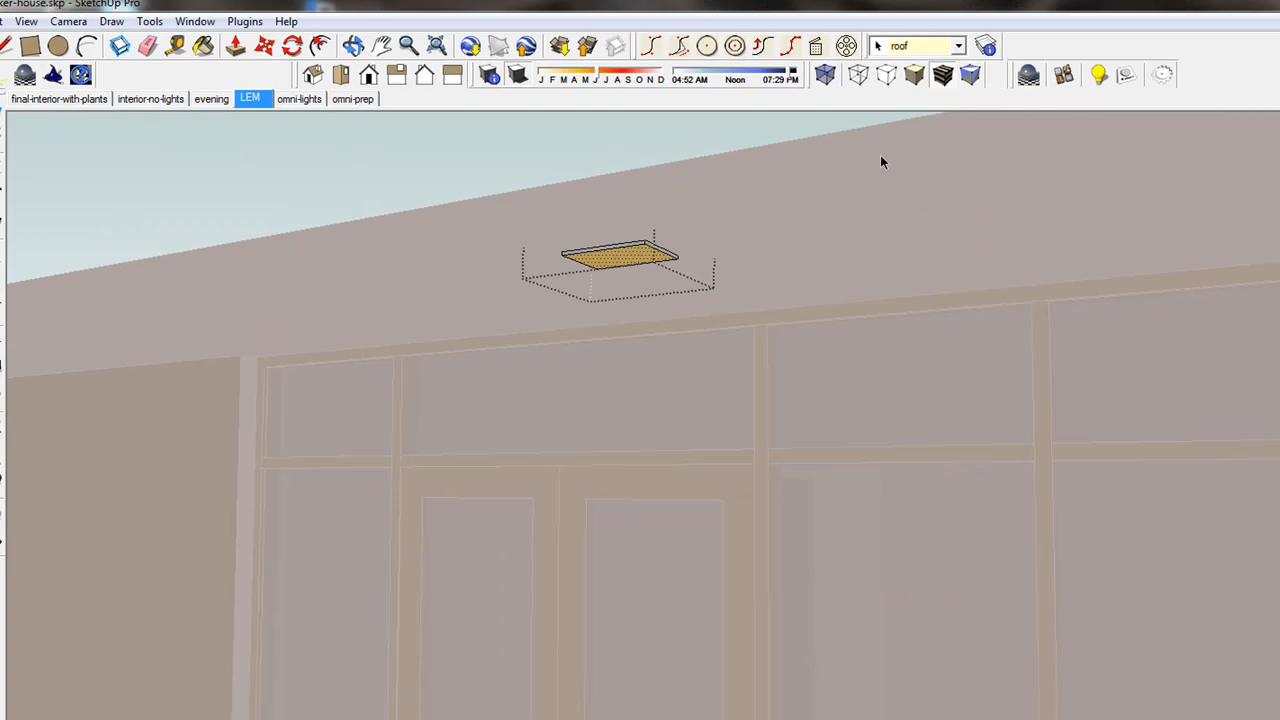 ker-house.skp - SketchUp Pro
t View Camera Draw Tools Window Plugins Help
roof
J F M A M J J A S O N D 04:52 AM Noon 07:29 PM
final-interior-with-plants interior-no-lights evening LEM omni-lights omni-prep